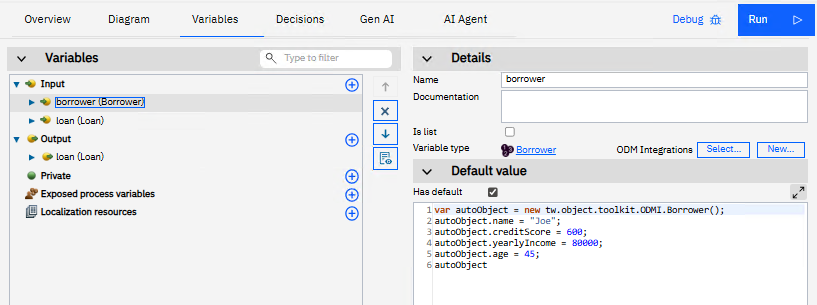 Overview Diagram Variables Decisions Gen AI AI Agent Debug Run
Variables
Type to filter
Input
borrower (Borrower)
loan (Loan)
Output
loan (Loan)
Private
Exposed process variables
Localization resources
Details
Name borrower
Documentation
Is list
Variable type Borrower ODM Integrations Select... New...
Default value
Has default
1 var autoObject = new tw.object.toolkit.ODMI.Borrower();
2 autoObject.name = "Joe";
3 autoObject.creditScore = 600;
4 autoObject.yearlyIncome = 80000;
5 autoObject.age = 45;
6 autoObject